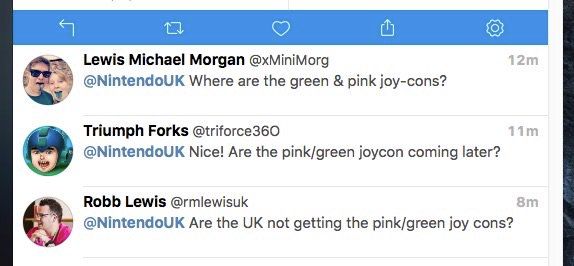 Lewis Michael Morgan @xMiniMorg 12m
@NintendoUK Where are the green & pink joy-cons?
Triumph Forks @triforce36O 11m
@NintendoUK Nice! Are the pink/green joycon coming later?
Robb Lewis @rmlewisuk 8m
@NintendoUK Are the UK not getting the pink/green joy cons?